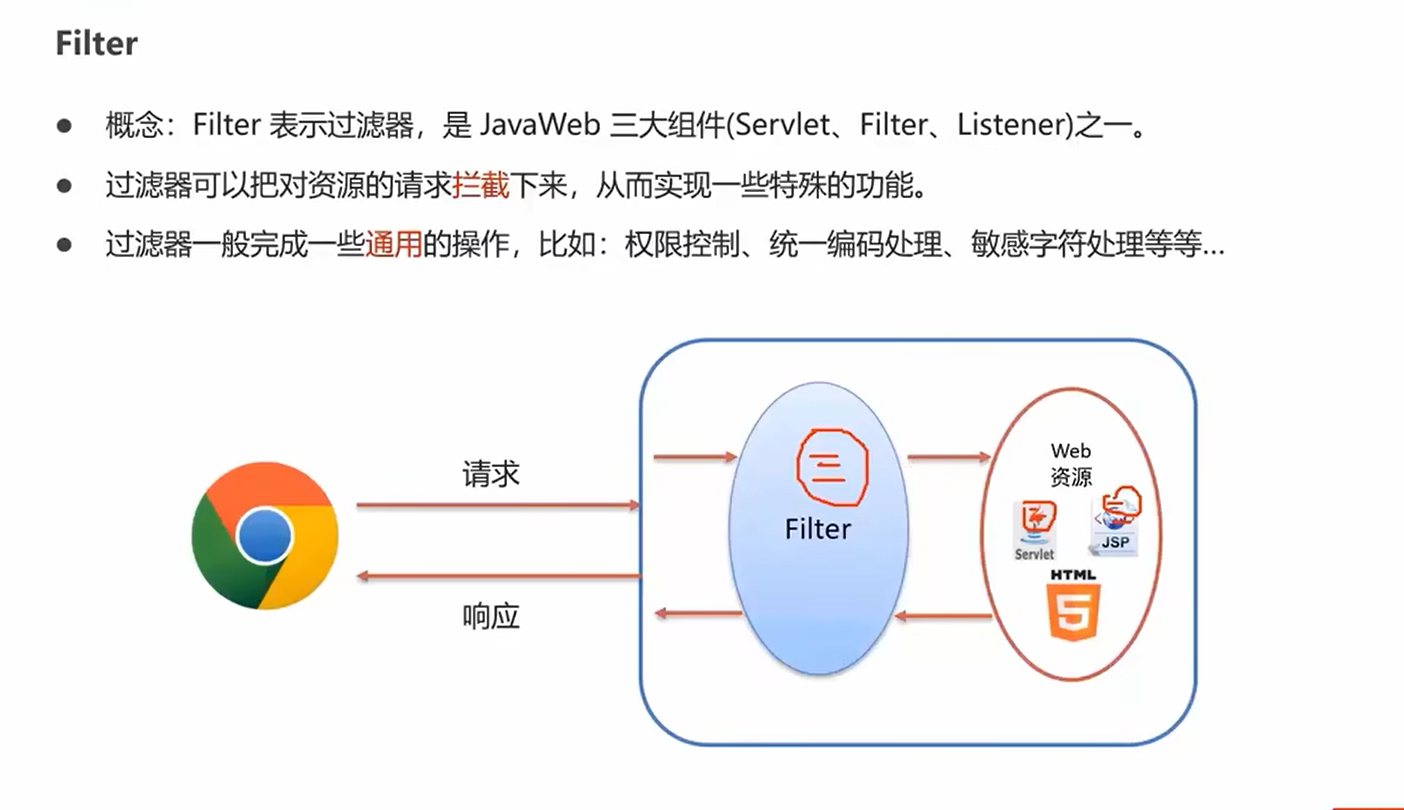 Filter
● 概念：Filter 表示过滤器，是 JavaWeb 三大组件(Servlet、Filter、Listener)之一。
● 过滤器可以把对资源的请求拦截下来，从而实现一些特殊的功能。
● 过滤器一般完成一些通用的操作，比如：权限控制、统一编码处理、敏感字符处理等等...
请求
响应
Filter
Web
资源
Servlet
JSP
HTML
5